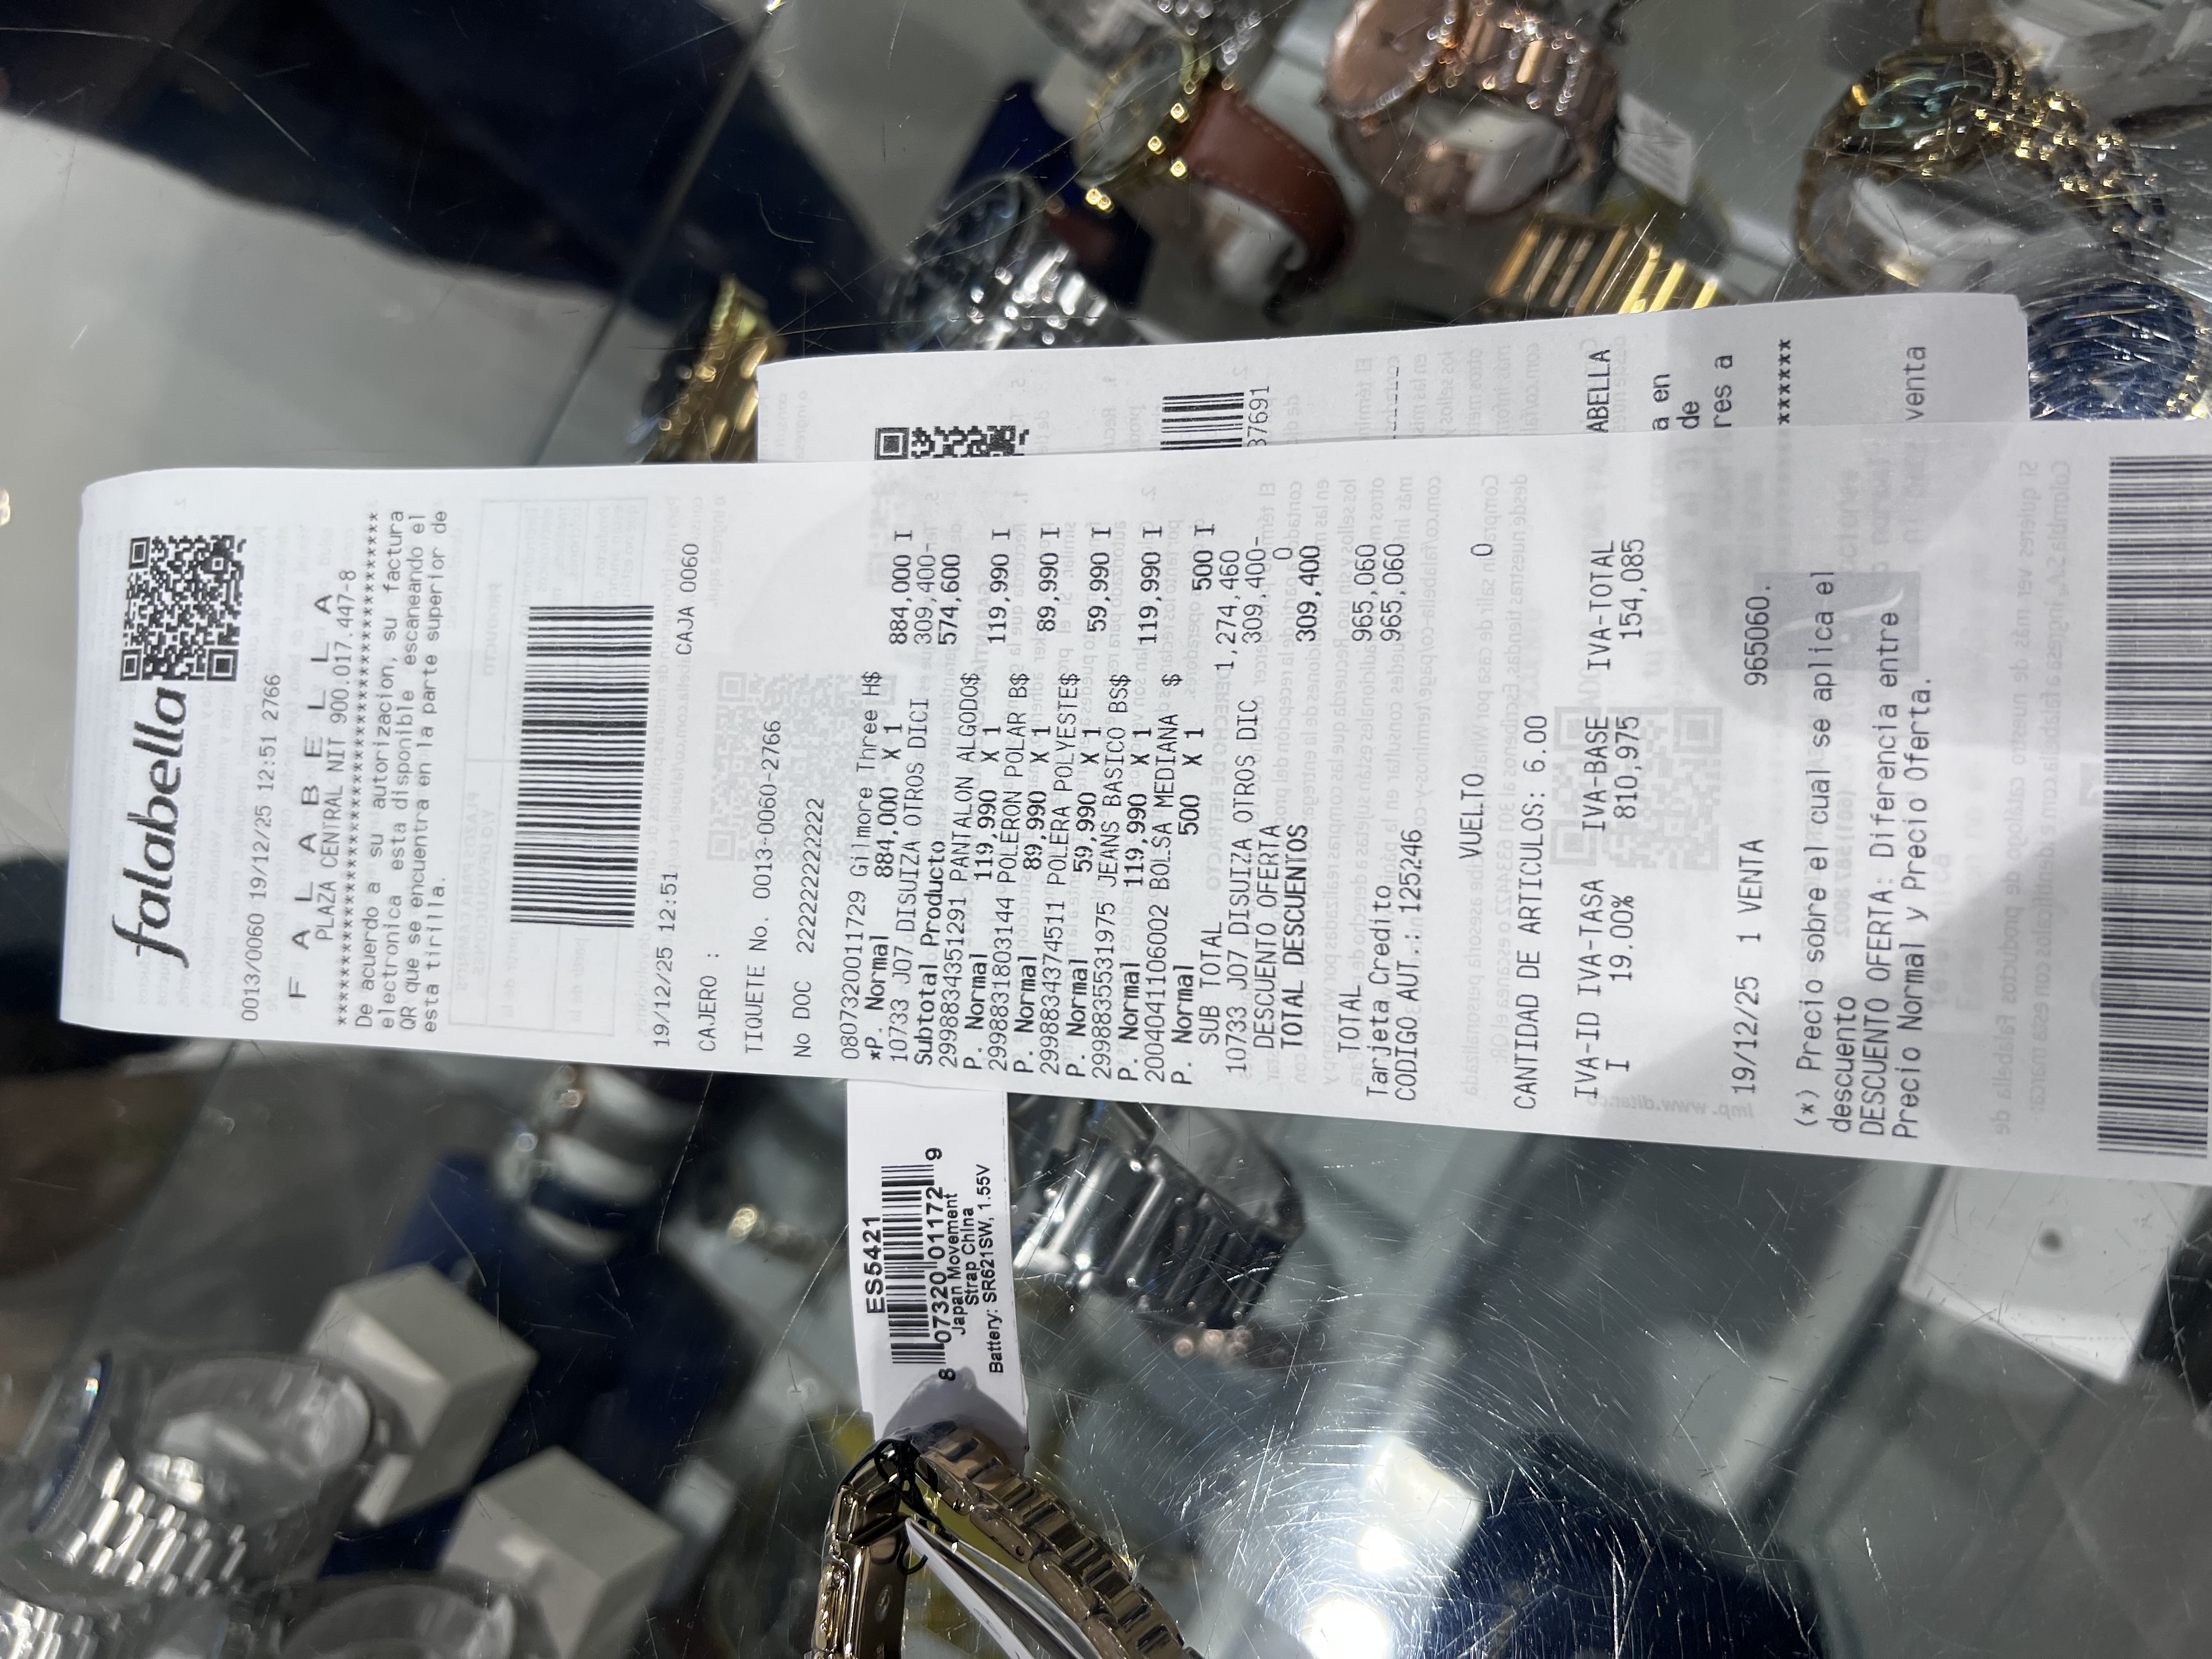 falabella
0013/0060 19/12/25 12:51 2766
F A L A B E L L A
PLAZA CENTRAL NIT 900.017.447-8
****************************************
De acuerdo a su autorizacion, su factura
electronica esta disponible escaneando el
QR que se encuentra en la parte superior de
esta tirilla.
19/12/25 12:51 CAJA 0060
CAJERO :
TIQUETE No. 0013-0060-2766
No DOC 222222222222
080732001 1729 Gilmore Three H$
*P. Normal 884,000 X 1 884,000 I
10733 J07 DISUIZA OTROS DICI 309,400-
Subtotal Producto 574,600
2998834351291 PANTALON ALGODO$
P. Normal 119,990 X 1 119,990 I
2998831803144 POLERON POLAR B$
P. Normal 89,990 X 1 89,990 I
2998834374511 POLERA POLYESTE$
P. Normal 59,990 X 1 59,990 I
2998835531975 JEANS BASICO BS$
P. Normal 119,990 X 1 119,990 I
2004041106002 BOLSA MEDIANA $
P. Normal 500 X 1 500 I
SUB TOTAL 1,274,460
10733 J07 DISUIZA OTROS DIC 309,400-
DESCUENTO OFERTA 0
TOTAL DESCUENTOS 309,400
TOTAL 965,060
Tarjeta Credito 965,060
CODIGO AUT.: 125246
VUELTO 0
CANTIDAD DE ARTICULOS: 6.00
IVA-ID IVA-TASA IVA-BASE IVA-TOTAL
I 19.00% 810,975 154,085
19/12/25 1 VENTA 965060.
(*) Precio sobre el cual se aplica el
descuento
DESCUENTO OFERTA: Diferencia entre
Precio Normal y Precio Oferta.
37691
ABELLA
a en
de
res a
******
venta
ES5421
8 07320 01172 9
Japan Movement
Strap China
Battery: SR621SW, 1.55V